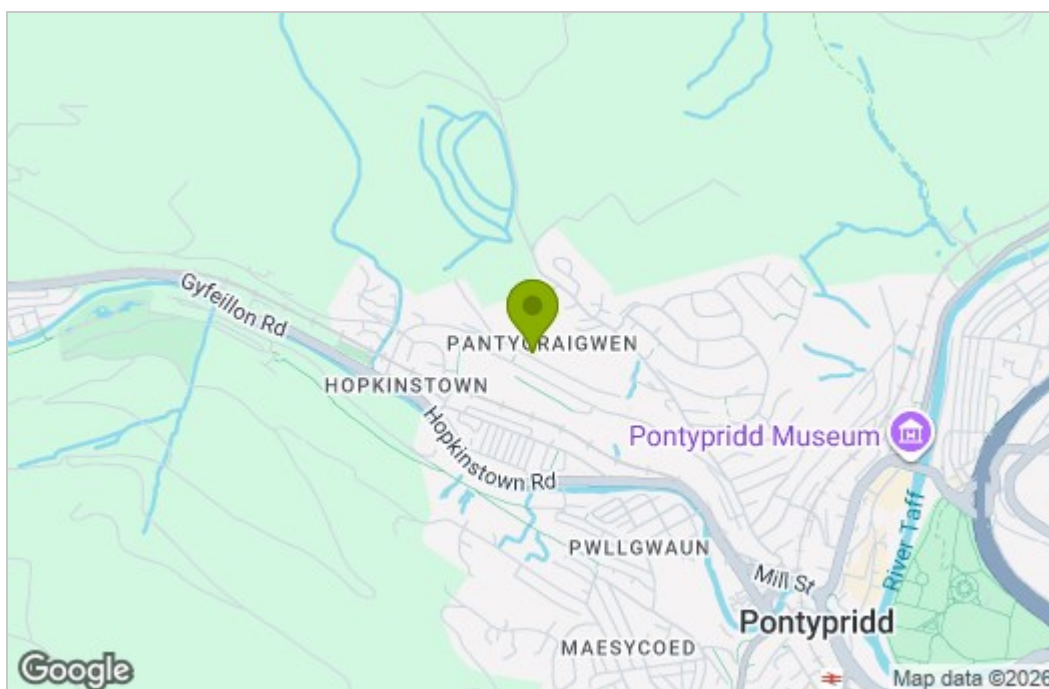 Gyfeillon Rd
PANTYGRAIGWEN
HOPKINSTOWN
Hopkinstown Rd
Pontypridd Museum
PWLLGWAUN
River Taff
Mill St
Pontypridd
MAESYCOED
Google
Map data ©2026